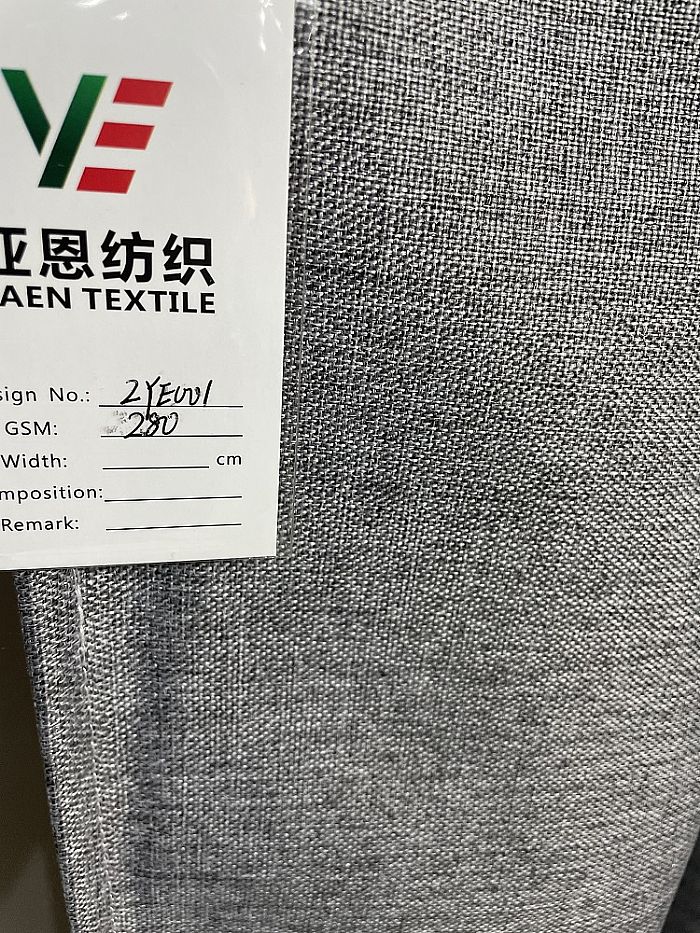 YE
亚恩纺织
AEN TEXTILE
sign No.: 2YE001
GSM: 280
Width: cm
mposition:
Remark: